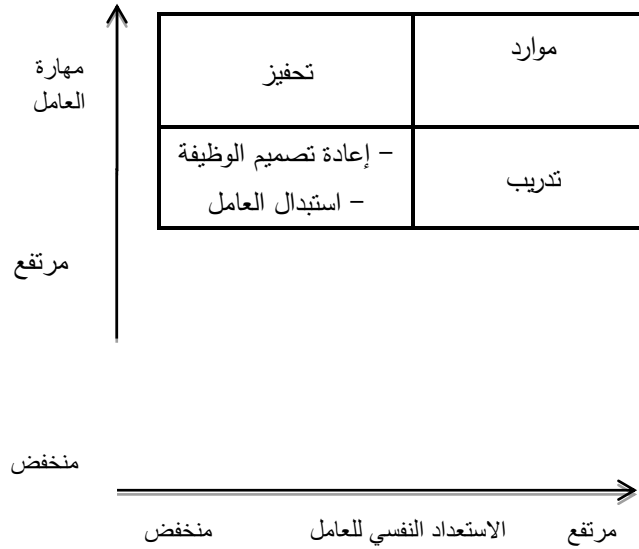 مهارة
العامل
موارد
تحفيز
تدريب
– إعادة تصميم الوظيفة
– استبدال العامل
مرتفع
منخفض
مرتفع
الاستعداد النفسي للعامل
منخفض